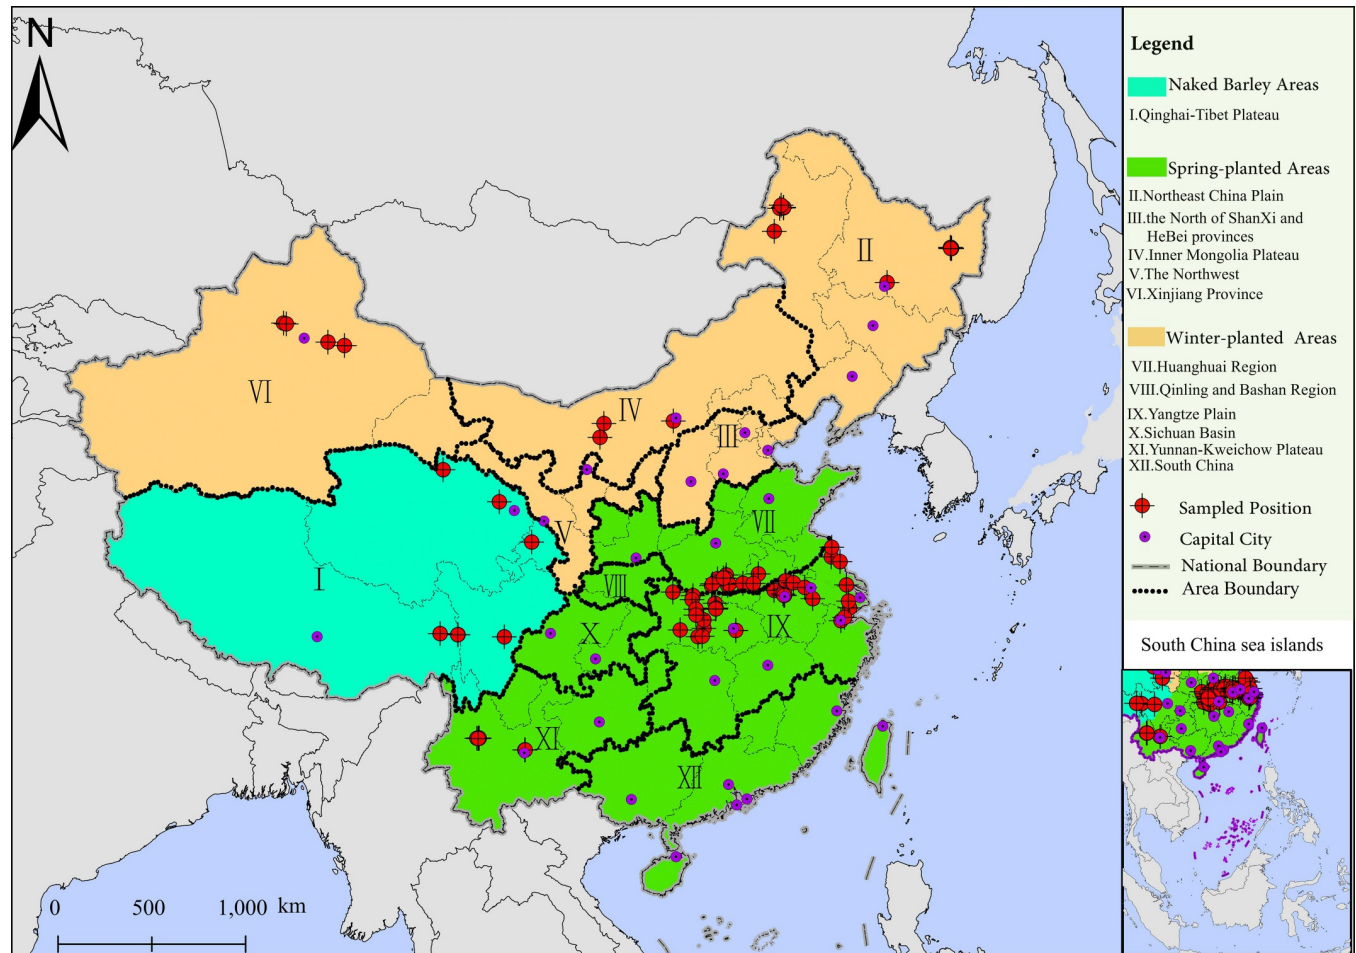 N
II
VI
IV
III
V
VII
I
VIII
X
IX
XI
XII
0 500 1,000 km
Legend
Naked Barley Areas
I.Qinghai-Tibet Plateau
Spring-planted Areas
II.Northeast China Plain
III.the North of ShanXi and
HeBei provinces
IV.Inner Mongolia Plateau
V.The Northwest
VI.Xinjiang Province
Winter-planted Areas
VII.Huanghuai Region
VIII.Qinling and Bashan Region
IX.Yangtze Plain
X.Sichuan Basin
XI.Yunnan-Kweichow Plateau
XII.South China
Sampled Position
Capital City
National Boundary
Area Boundary
South China sea islands